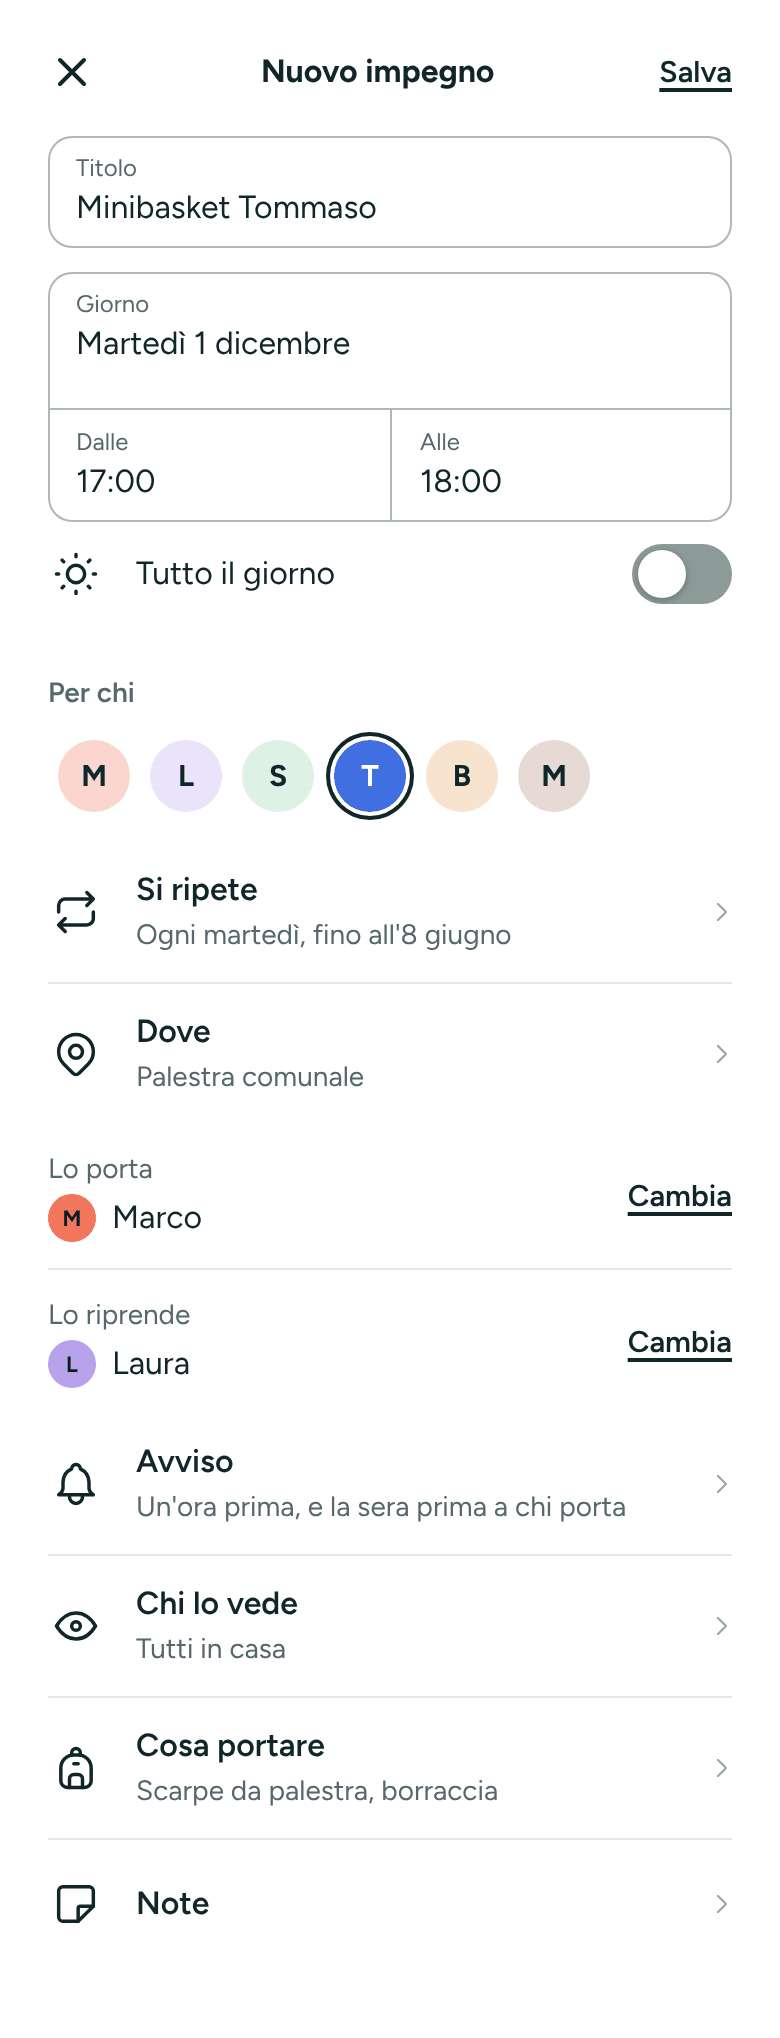 Nuovo impegno
Salva
Titolo
Minibasket Tommaso
Giorno
Martedì 1 dicembre
Dalle
17:00
Alle
18:00
Tutto il giorno
Per chi
M L S T B M
Si ripete
Ogni martedì, fino all'8 giugno
Dove
Palestra comunale
Lo porta
M Marco
Cambia
Lo riprende
L Laura
Cambia
Avviso
Un'ora prima, e la sera prima a chi porta
Chi lo vede
Tutti in casa
Cosa portare
Scarpe da palestra, borraccia
Note